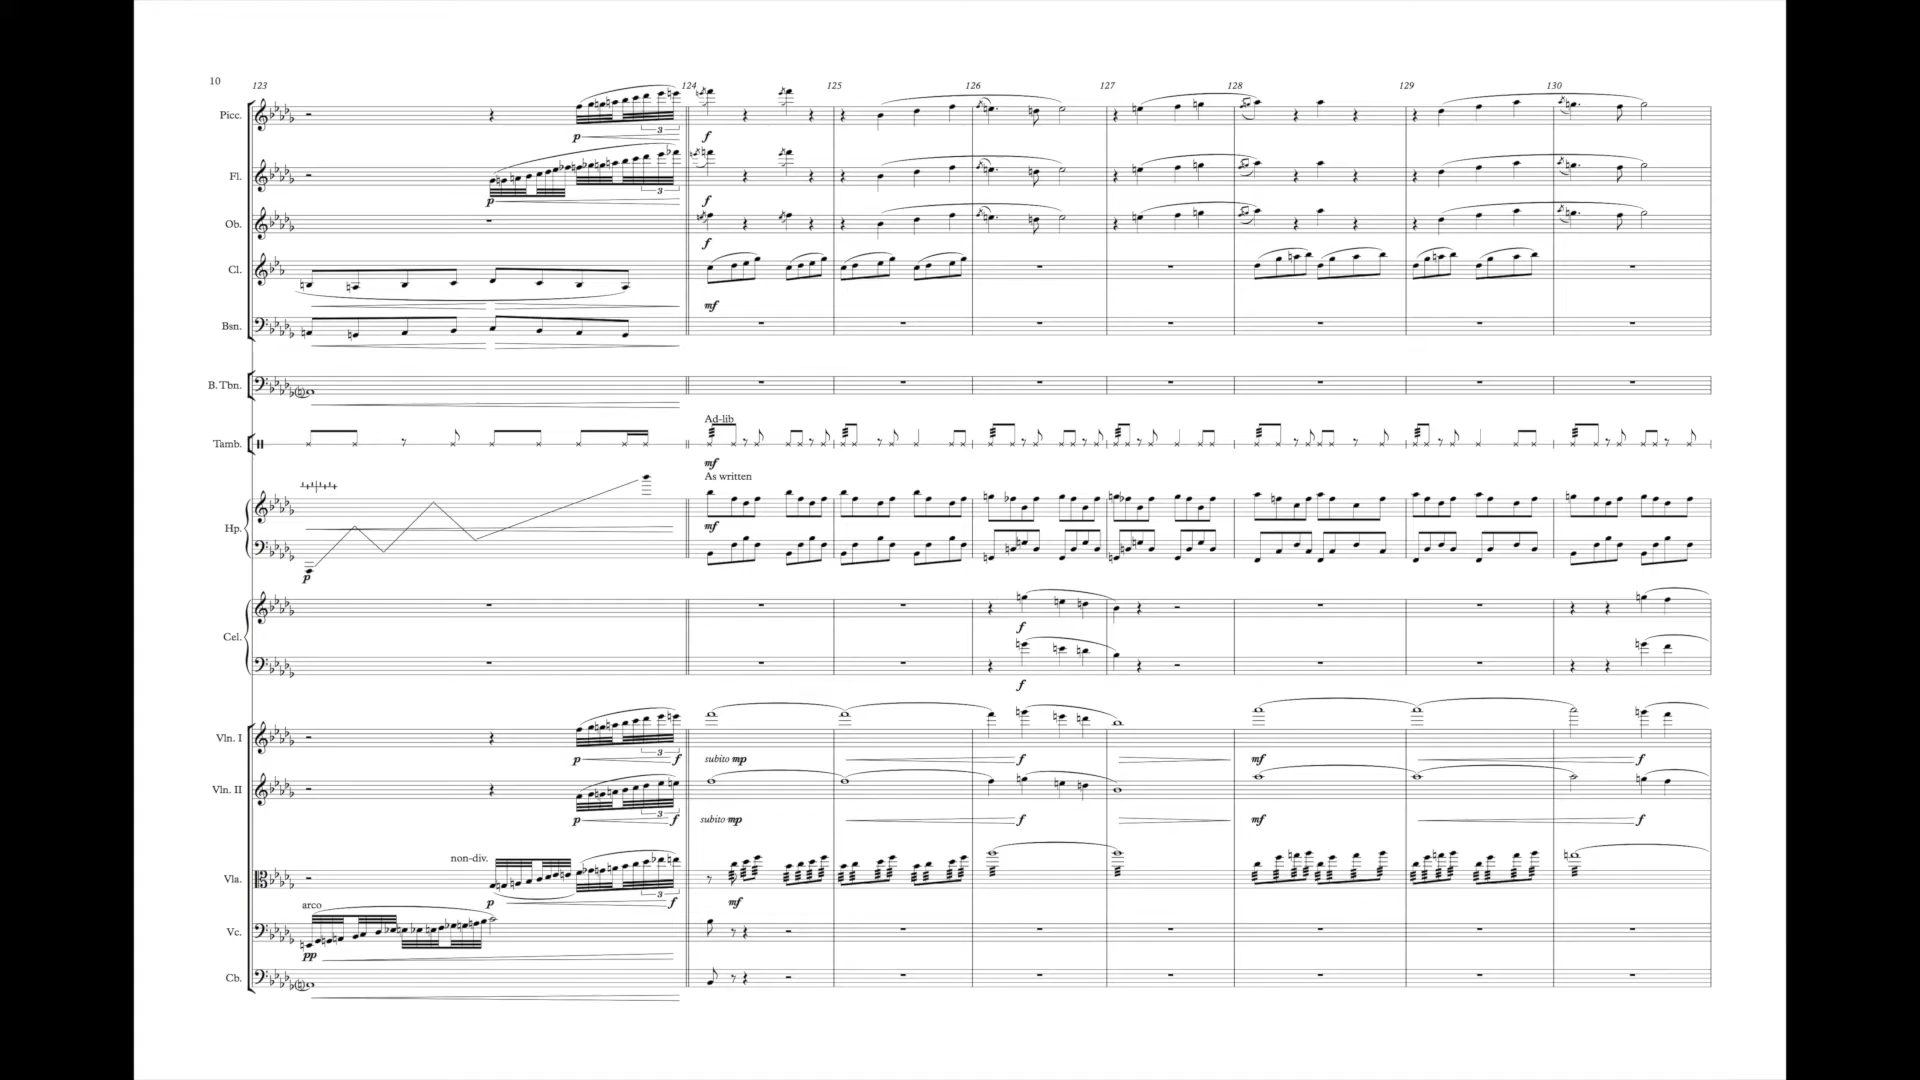 10
123 124 125 126 127 128 129 130
Picc.
3
p f
Fl.
3
p f
Ob.
f
Cl.
mf
Bsn.
B. Tbn.
Ad-lib
Tamb.
mf
As written
Hp.
mf
p
Cel.
f
f
Vln. I
3
p f subito mp f mf f
Vln. II
3
p f subito mp f mf f
non-div.
Vla.
3
p f mf
arco
Vc.
pp
Cb.